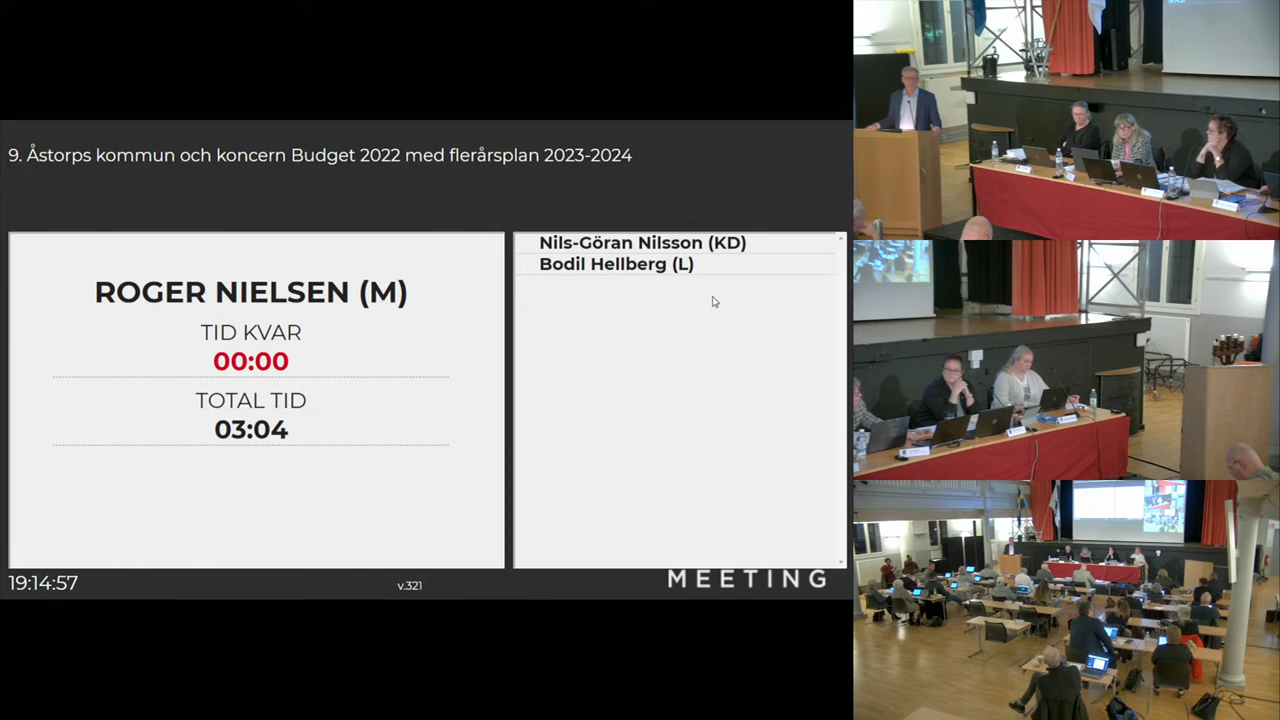 9. Åstorps kommun och koncern Budget 2022 med flerårsplan 2023-2024
ROGER NIELSEN (M)
TID KVAR
00:00
TOTAL TID
03:04
Nils-Göran Nilsson (KD)
Bodil Hellberg (L)
19:14:57
v.321
MEETING